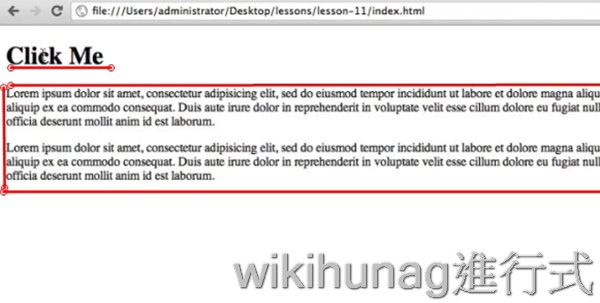 file:///Users/administrator/Desktop/lessons/lesson-11/index.html
Click Me
Lorem ipsum dolor sit amet, consectetur adipisicing elit, sed do eiusmod tempor incididunt ut labore et dolore magna aliqu
aliquip ex ea commodo consequat. Duis aute irure dolor in reprehenderit in voluptate velit esse cillum dolore eu fugiat null
officia deserunt mollit anim id est laborum.
Lorem ipsum dolor sit amet, consectetur adipisicing elit, sed do eiusmod tempor incididunt ut labore et dolore magna aliqu
aliquip ex ea commodo consequat. Duis aute irure dolor in reprehenderit in voluptate velit esse cillum dolore eu fugiat null
officia deserunt mollit anim id est laborum.
wikihunag進行式